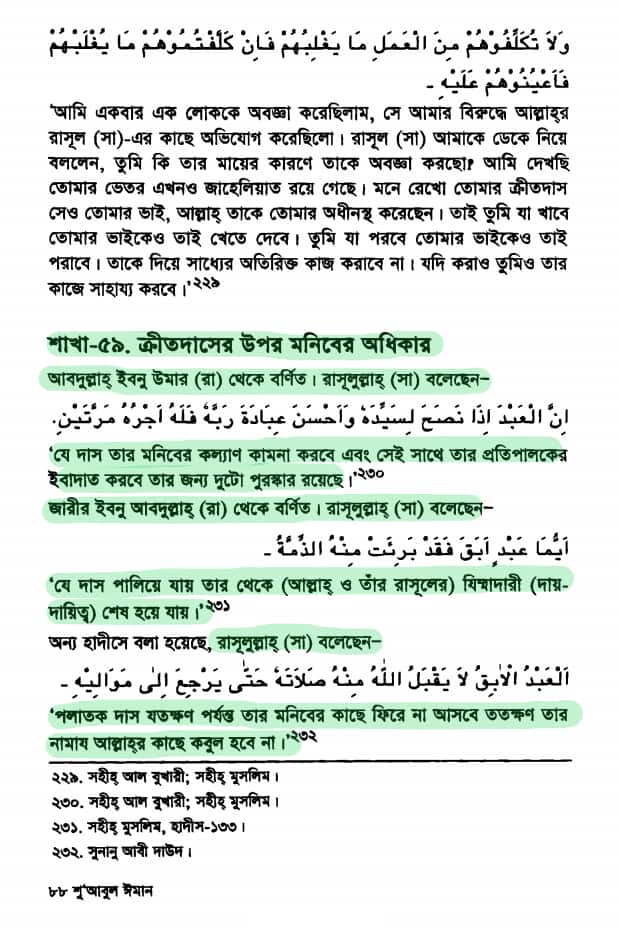 وَلاَ تُكَلِّفُوْهُمْ مِنَ الْعَمَلِ مَا يَغْلِبُهُمْ فَاِنْ كَلَّفْتُمُوْهُمْ مَا يُغْلَبُهُمْ
فَاَعْيُنُوْهُمْ عَلَيْهِ ـ
‘আমি একবার এক লোককে অবজ্ঞা করেছিলাম, সে আমার বিরুদ্ধে আল্লাহ্‌র
রাসূল (সা)-এর কাছে অভিযোগ করেছিলো। রাসূল (সা) আমাকে ডেকে নিয়ে
বললেন, তুমি কি তার মায়ের কারণে তাকে অবজ্ঞা করছো? আমি দেখছি
তোমার ভেতর এখনও জাহেলিয়াত রয়ে গেছে। মনে রেখো তোমার ক্রীতদাস
সেও তোমার ভাই, আল্লাহ্ তাকে তোমার অধীনস্থ করেছেন। তাই তুমি যা খাবে
তোমার ভাইকেও তাই খেতে দেবে। তুমি যা পরবে তোমার ভাইকেও তাই
পরাবে। তাকে দিয়ে সাধ্যের অতিরিক্ত কাজ করাবে না। যদি করাও তুমিও তার
কাজে সাহায্য করবে।’২২৯
শাখা-৫৯. ক্রীতদাসের উপর মনিবের অধিকার
আবদুল্লাহ্ ইবনু উমার (রা) থেকে বর্ণিত। রাসূলুল্লাহ্ (সা) বলেছেন–
اِنَّ الْعَبْدَ اِذَا نَصَحَ لِسَيِّدَهٗ وَاَحْسَنَ عِبَادَةَ رَبِّهٗ فَلَهٗ اَجْرُهٗ مَرَّتَيْنِ.
‘যে দাস তার মনিবের কল্যাণ কামনা করবে এবং সেই সাথে তার প্রতিপালকের
ইবাদাত করবে তার জন্য দুটো পুরস্কার রয়েছে।’২৩০
জারীর ইবনু আবদুল্লাহ্ (রা) থেকে বর্ণিত। রাসূলুল্লাহ্ (সা) বলেছেন–
اَيُّمَا عَبْدٍ اَبَقَ فَقَدْ بَرِئَتْ مِنْهُ الذِّمَّةُ ـ
‘যে দাস পালিয়ে যায় তার থেকে (আল্লাহ্ ও তাঁর রাসূলের) যিম্মাদারী (দায়-
দায়িত্ব) শেষ হয়ে যায়।’২৩১
অন্য হাদীসে বলা হয়েছে, রাসূলুল্লাহ্ (সা) বলেছেন–
اَلْعَبْدُ الْاٰبِقُ لاَ يَقْبَلُ اللّٰهُ مِنْهُ صَلاَتَهٗ حَتّٰى يَرْجِعَ اِلٰى مَوَالِيْهِ ـ
‘পলাতক দাস যতক্ষণ পর্যন্ত তার মনিবের কাছে ফিরে না আসবে ততক্ষণ তার
নামায আল্লাহ্‌র কাছে কবুল হবে না।’২৩২
২২৯. সহীহ্ আল বুখারী; সহীহ্ মুসলিম।
২৩০. সহীহ্ আল বুখারী; সহীহ্ মুসলিম।
২৩১. সহীহ্ মুসলিম, হাদীস-১৩৩।
২৩২. সুনানু আবী দাউদ।
৮৮ শু‘আবুল ঈমান